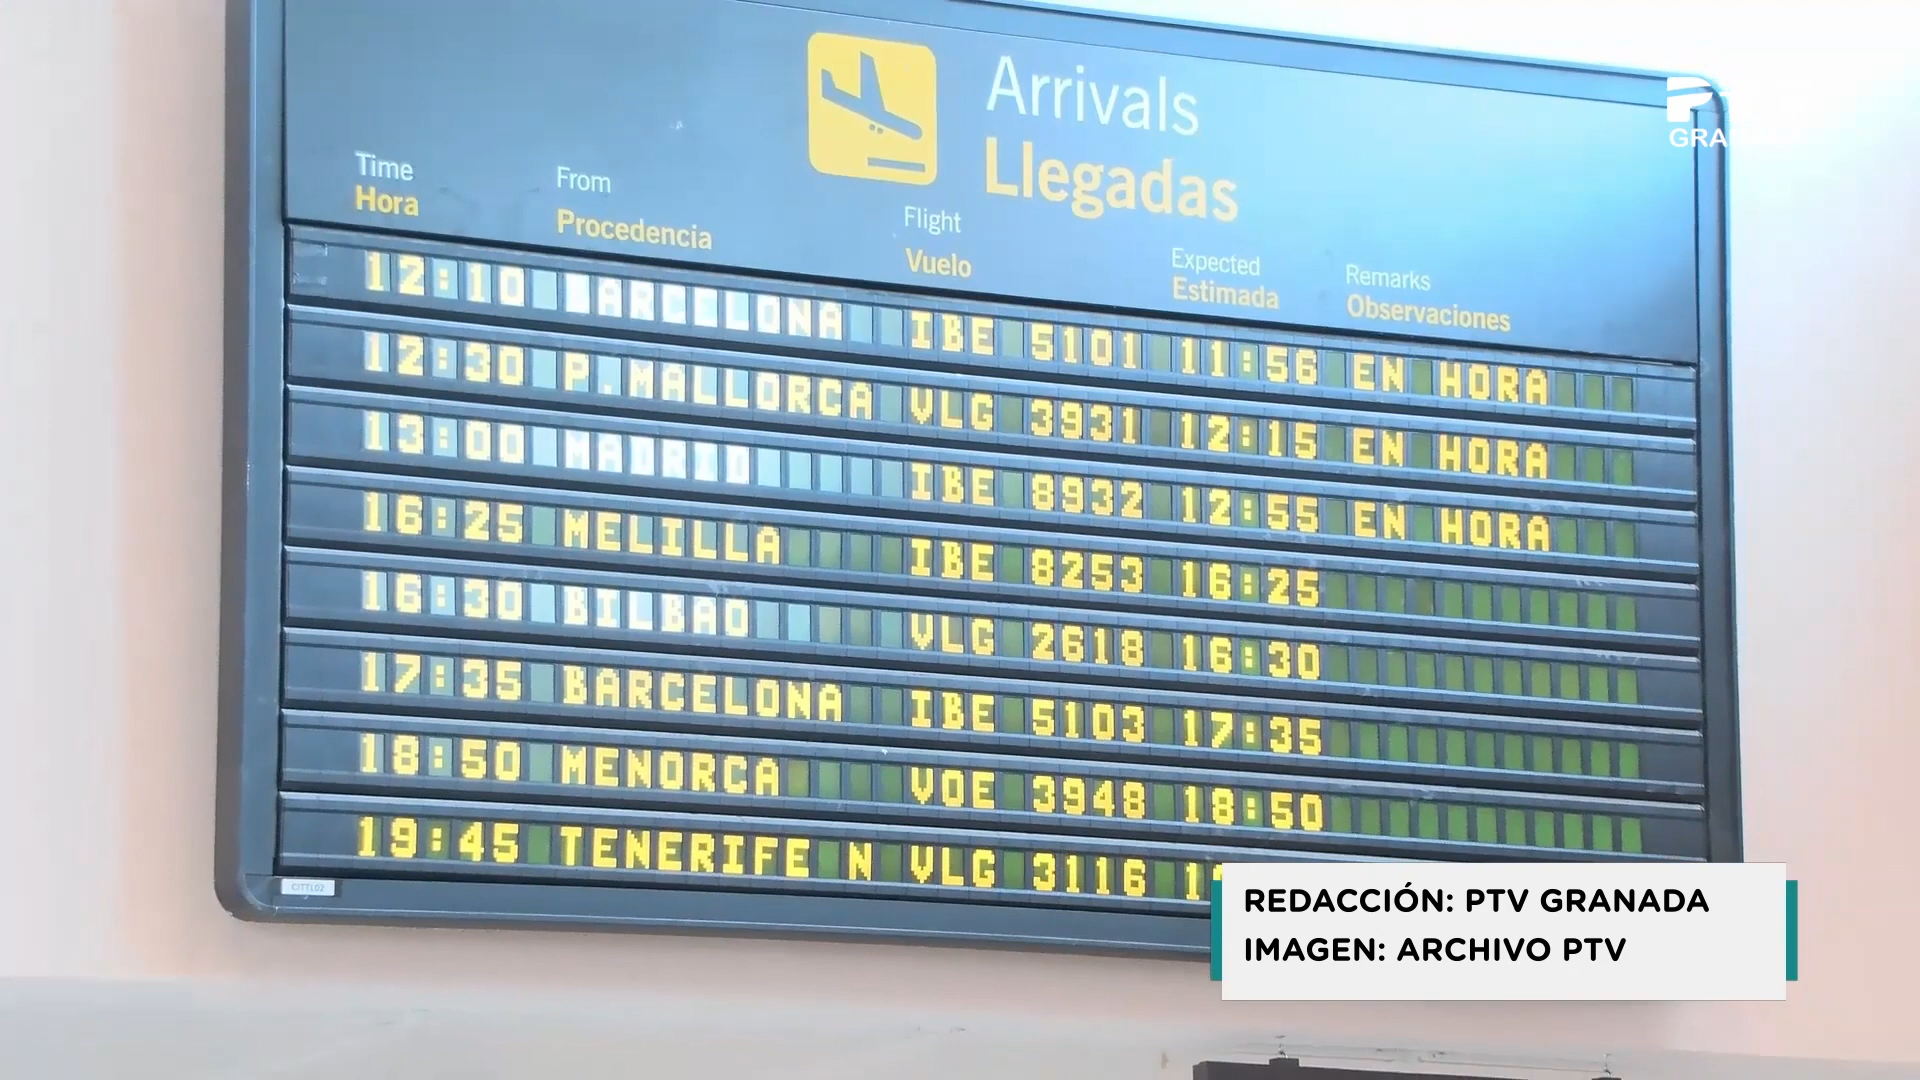 Arrivals
Llegadas
Time From Flight Expected Remarks
Hora Procedencia Vuelo Estimada Observaciones
12:10 BARCELONA IBE 5101 11:56 EN HORA
12:30 P.MALLORCA VLG 3931 12:15 EN HORA
13:00 MADRID IBE 8932 12:55 EN HORA
16:25 MELILLA IBE 8253 16:25
16:30 BILBAO VLG 2618 16:30
17:35 BARCELONA IBE 5103 17:35
18:50 MENORCA VOE 3948 18:50
19:45 TENERIFE N VLG 3116
CITTL02
REDACCIÓN: PTV GRANADA
IMAGEN: ARCHIVO PTV